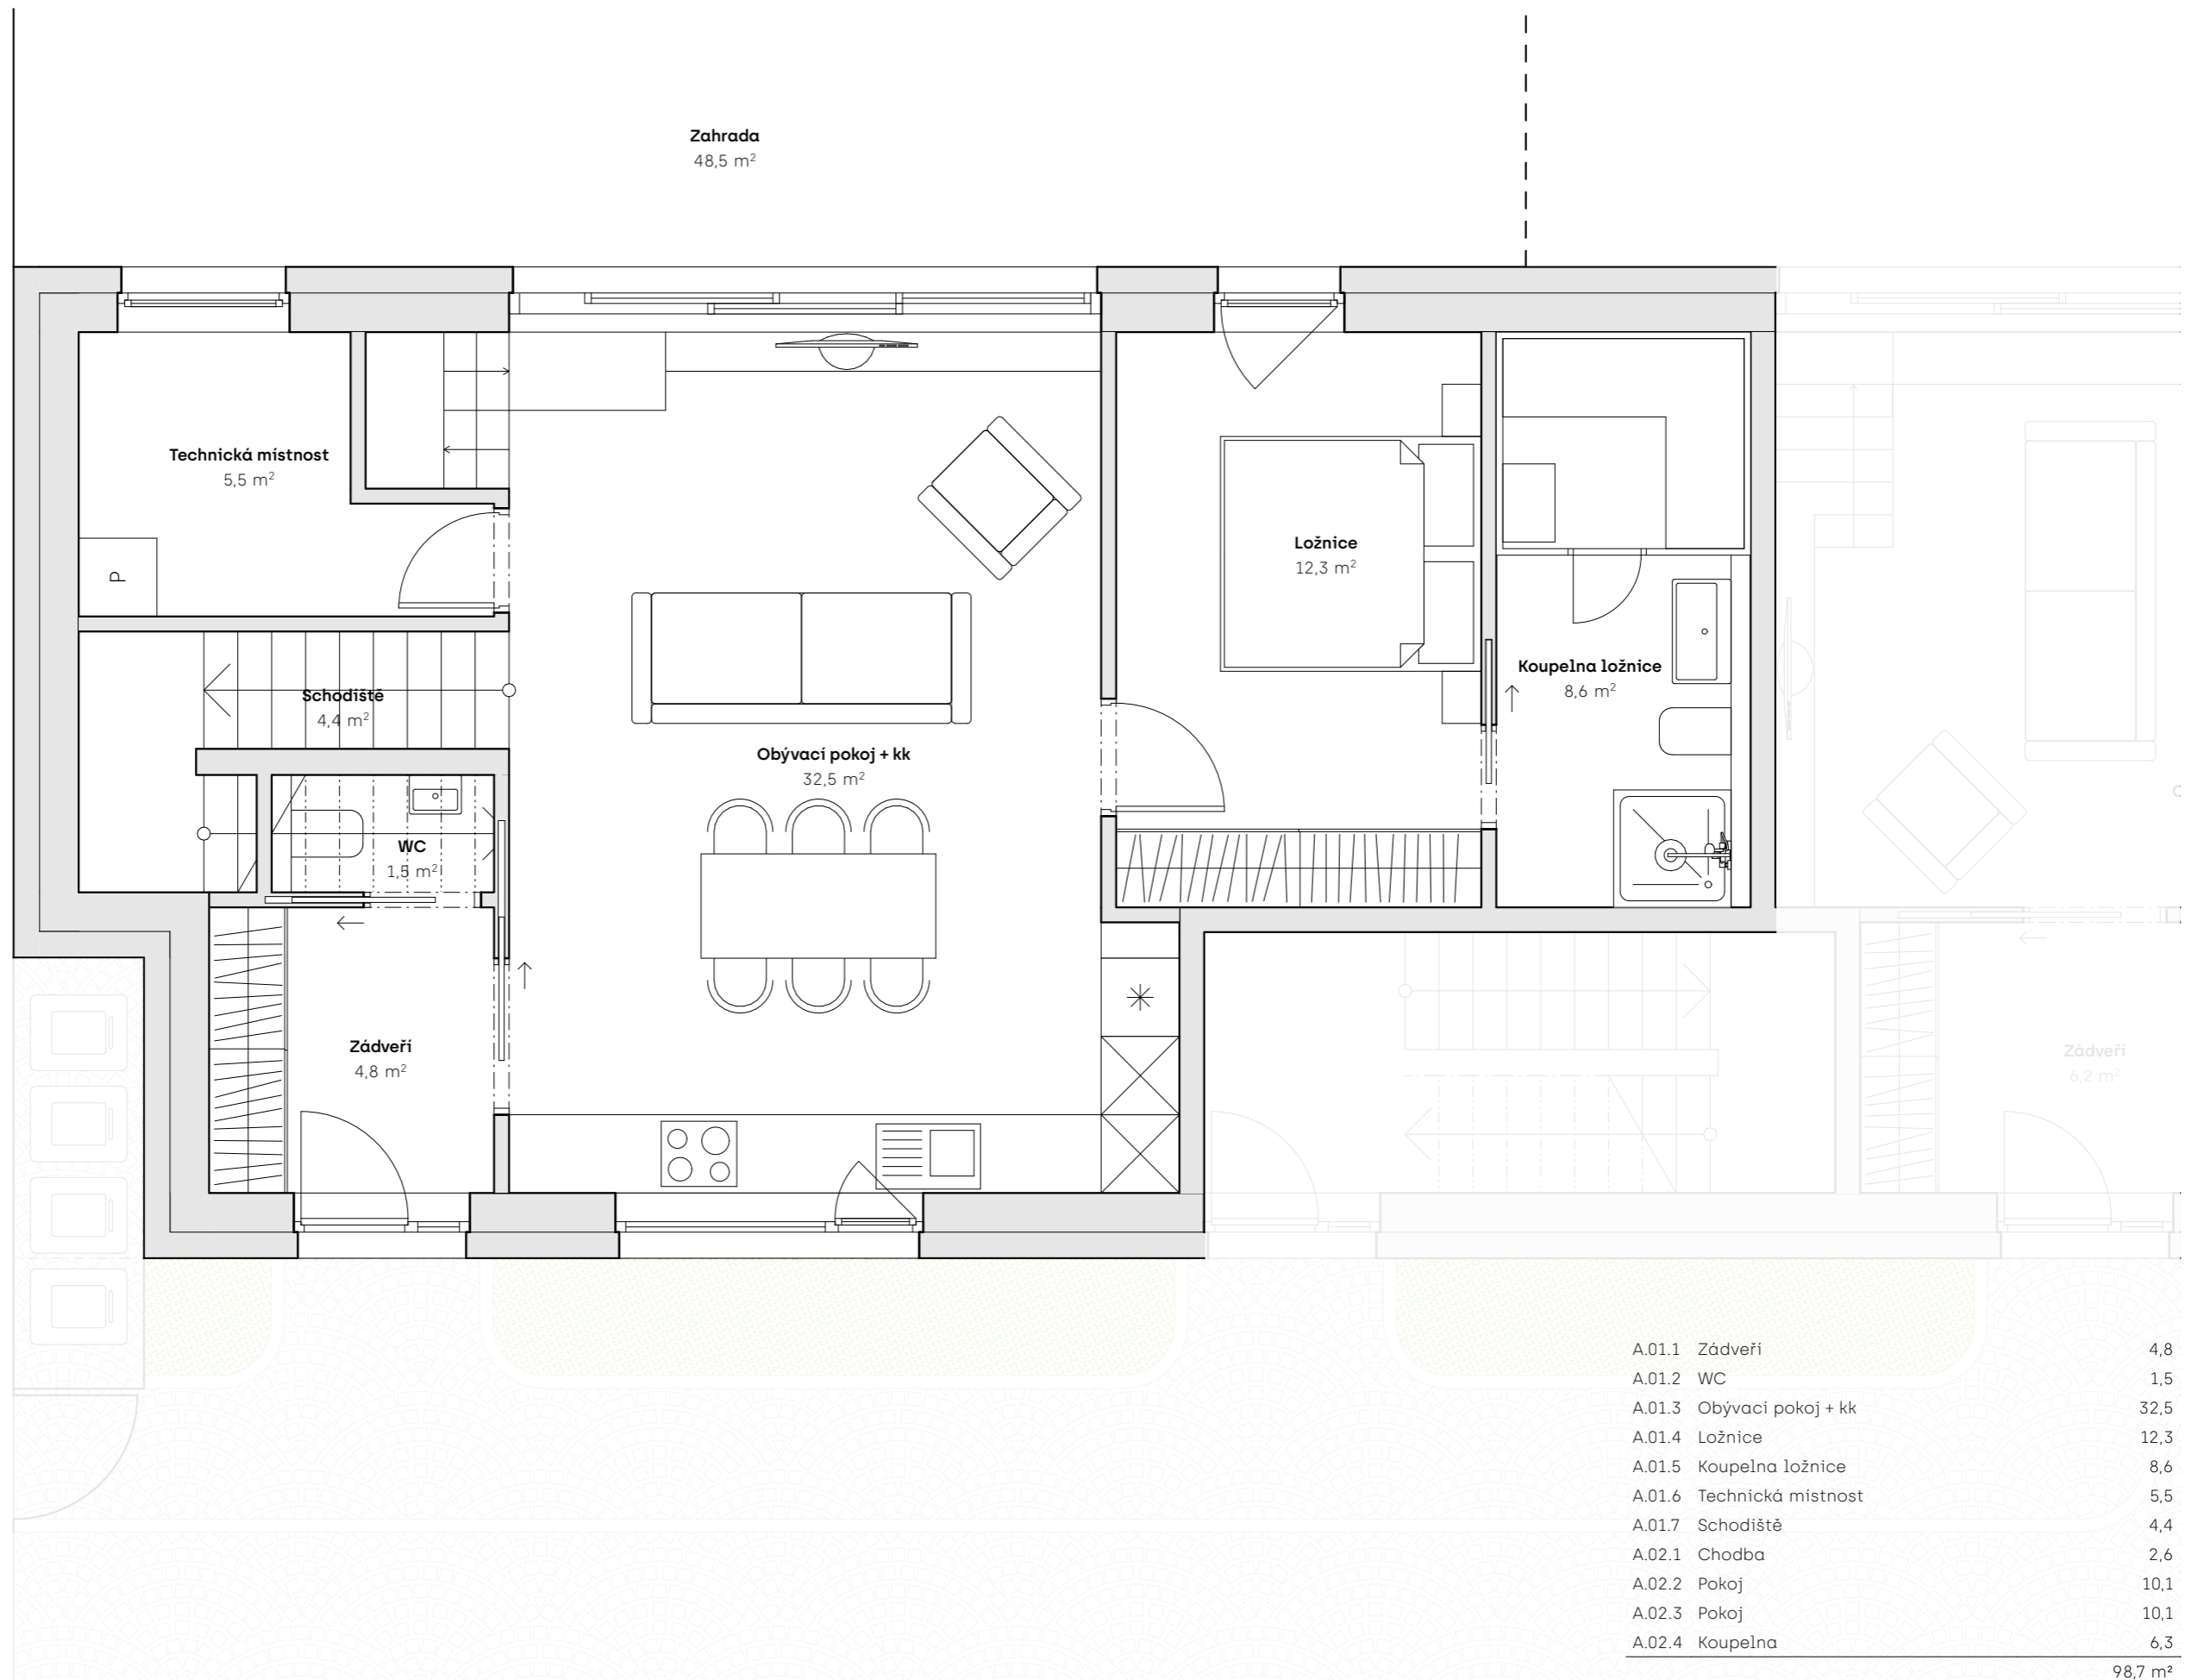 Zahrada
48,5 m²
Technická místnost
5,5 m²
P
Ložnice
12,3 m²
Koupelna ložnice
8,6 m²
Schodiště
4,4 m²
Obývací pokoj + kk
32,5 m²
WC
1,5 m²
Zádveří
4,8 m²
Zádveří
6,2 m²
A.01.1 Zádveří 4,8
A.01.2 WC 1,5
A.01.3 Obývací pokoj + kk 32,5
A.01.4 Ložnice 12,3
A.01.5 Koupelna ložnice 8,6
A.01.6 Technická místnost 5,5
A.01.7 Schodiště 4,4
A.02.1 Chodba 2,6
A.02.2 Pokoj 10,1
A.02.3 Pokoj 10,1
A.02.4 Koupelna 6,3
98,7 m²